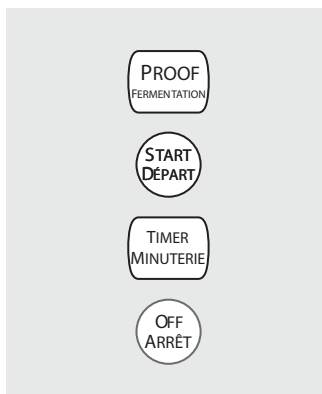 PROOF
FERMENTATION
START
DÉPART
TIMER
MINUTERIE
OFF
ARRÊT